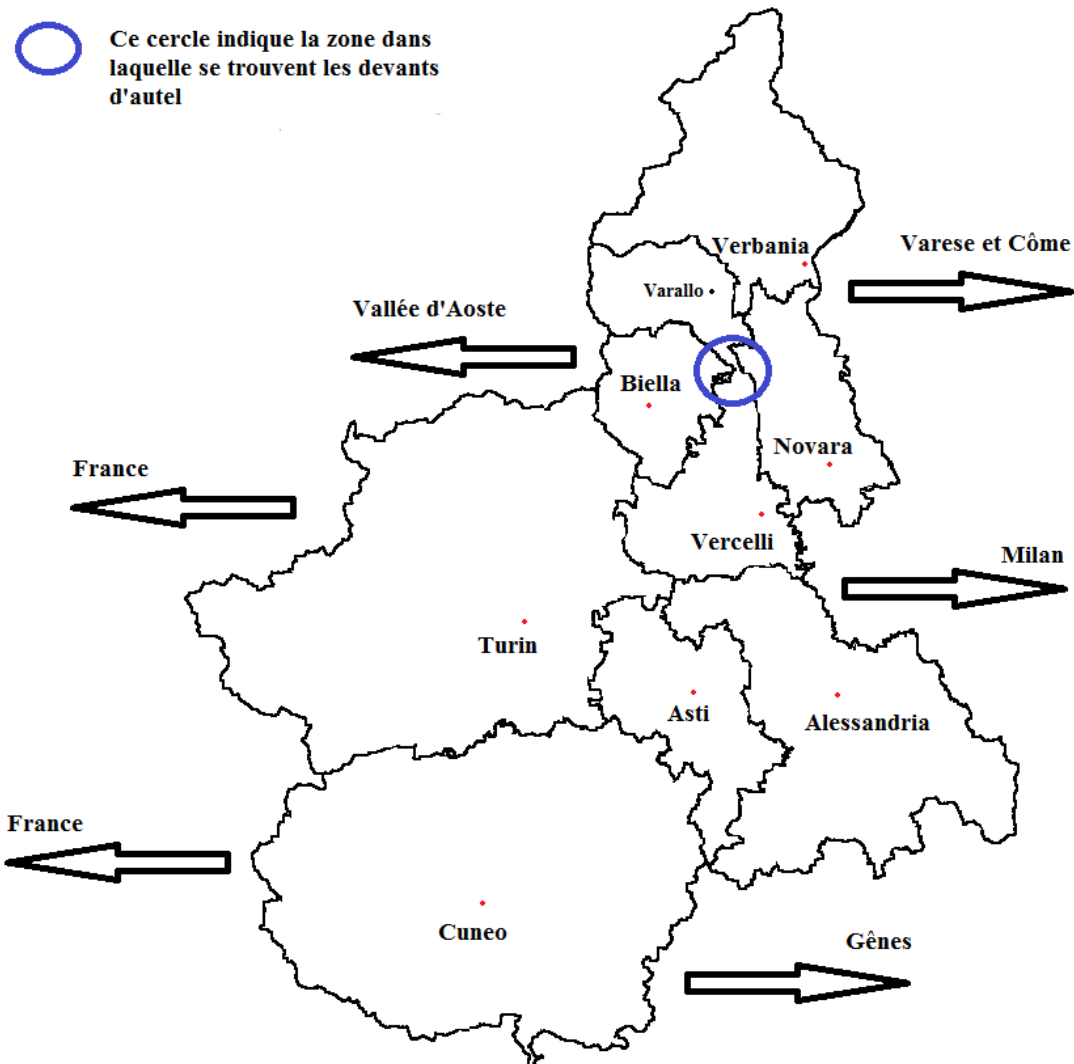 Ce cercle indique la zone dans
laquelle se trouvent les devants
d'autel
Verbania
Varese et Côme
Varallo
Vallée d'Aoste
Biella
Novara
France
Vercelli
Milan
Turin
Asti
Alessandria
France
Cuneo
Gênes